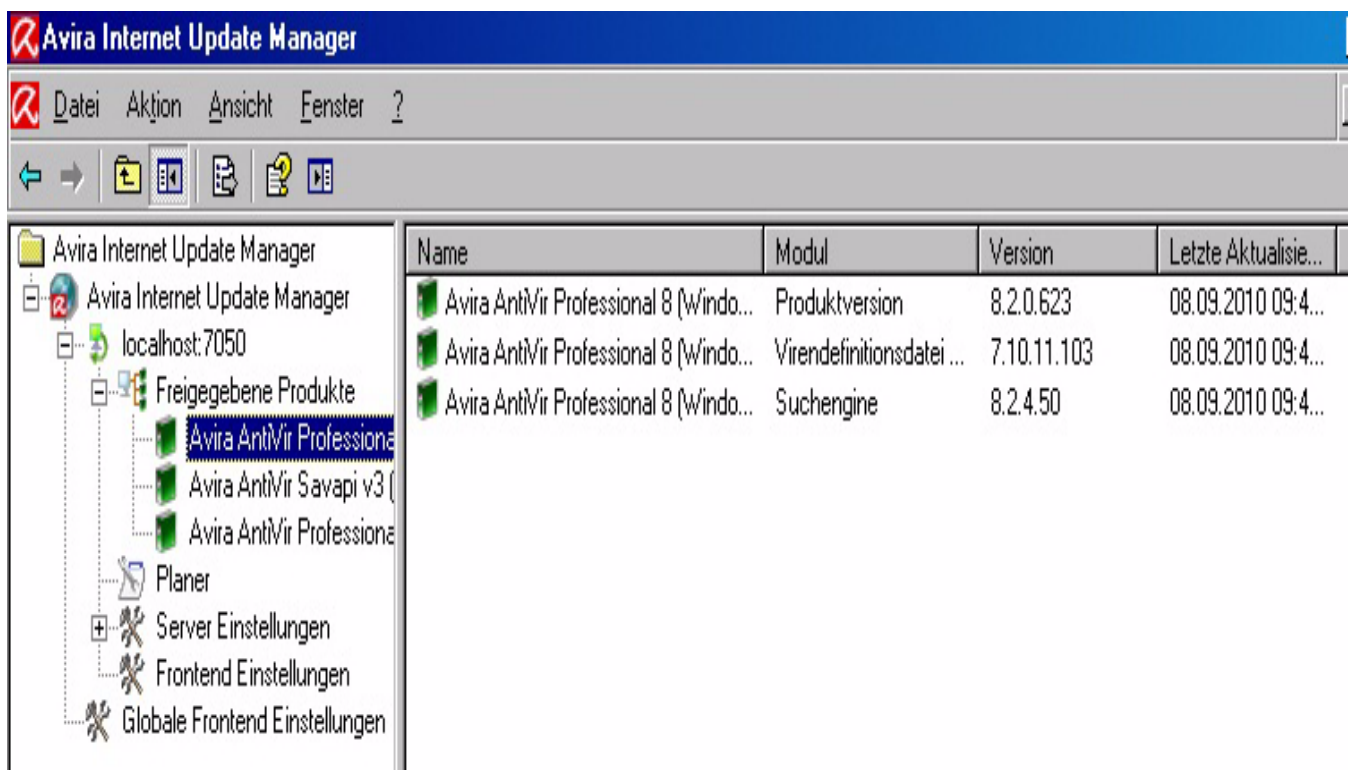 Avira Internet Update Manager
Datei Aktion Ansicht Fenster ?
Avira Internet Update Manager
Avira Internet Update Manager
localhost:7050
Freigegebene Produkte
Avira AntiVir Professiona
Avira AntiVir Savapi v3 (
Avira AntiVir Professiona
Planer
Server Einstellungen
Frontend Einstellungen
Globale Frontend Einstellungen
Name Modul Version Letzte Aktualisie...
Avira AntiVir Professional 8 (Windo... Produktversion 8.2.0.623 08.09.2010 09:4...
Avira AntiVir Professional 8 (Windo... Virendefinitionsdatei ... 7.10.11.103 08.09.2010 09:4...
Avira AntiVir Professional 8 (Windo... Suchengine 8.2.4.50 08.09.2010 09:4...